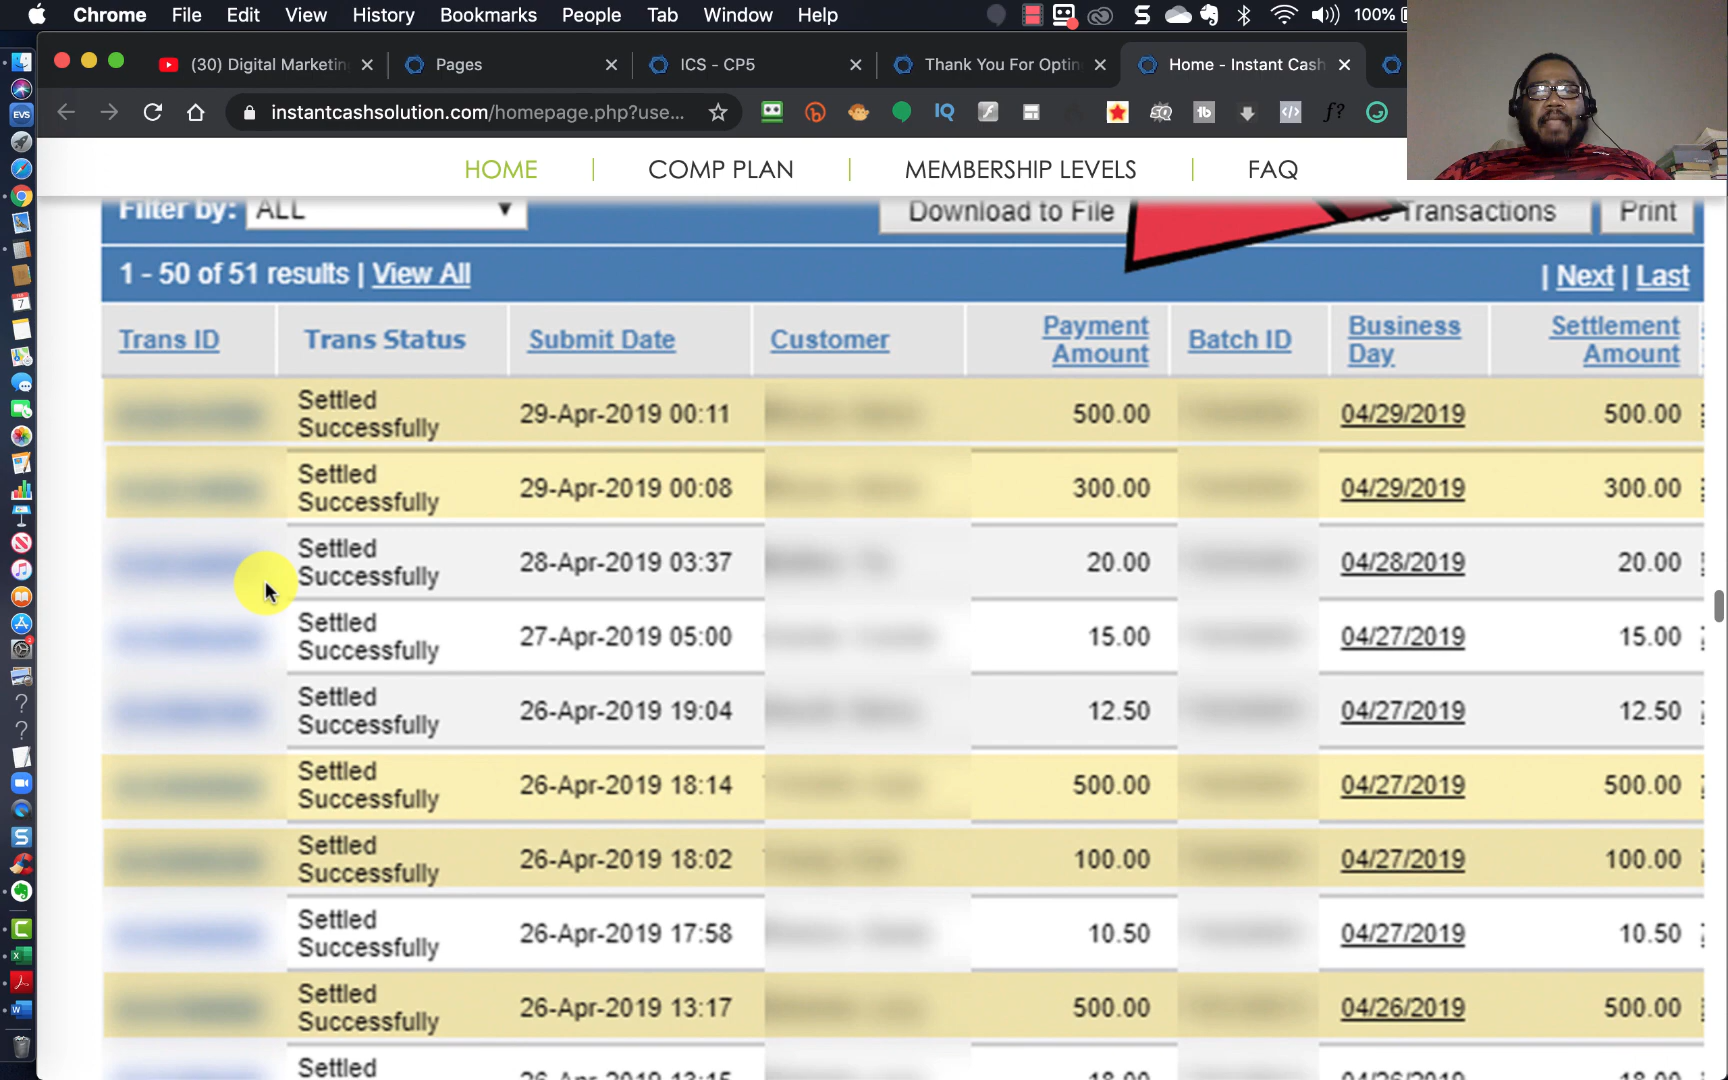 Chrome File Edit View History Bookmarks People Tab Window Help 100%
(30) Digital Marketin Pages ICS - CP5 Thank You For Optin Home - Instant Cash
instantcashsolution.com/homepage.php?use...
HOME | COMP PLAN | MEMBERSHIP LEVELS | FAQ
Filter by: ALL Download to File Transactions Print
1 - 50 of 51 results | View All | Next | Last
Trans ID Trans Status Submit Date Customer Payment Amount Batch ID Business Day Settlement Amount
Settled Successfully 29-Apr-2019 00:11 500.00 04/29/2019 500.00
Settled Successfully 29-Apr-2019 00:08 300.00 04/29/2019 300.00
Settled Successfully 28-Apr-2019 03:37 20.00 04/28/2019 20.00
Settled Successfully 27-Apr-2019 05:00 15.00 04/27/2019 15.00
Settled Successfully 26-Apr-2019 19:04 12.50 04/27/2019 12.50
Settled Successfully 26-Apr-2019 18:14 500.00 04/27/2019 500.00
Settled Successfully 26-Apr-2019 18:02 100.00 04/27/2019 100.00
Settled Successfully 26-Apr-2019 17:58 10.50 04/27/2019 10.50
Settled Successfully 26-Apr-2019 13:17 500.00 04/26/2019 500.00
Settled